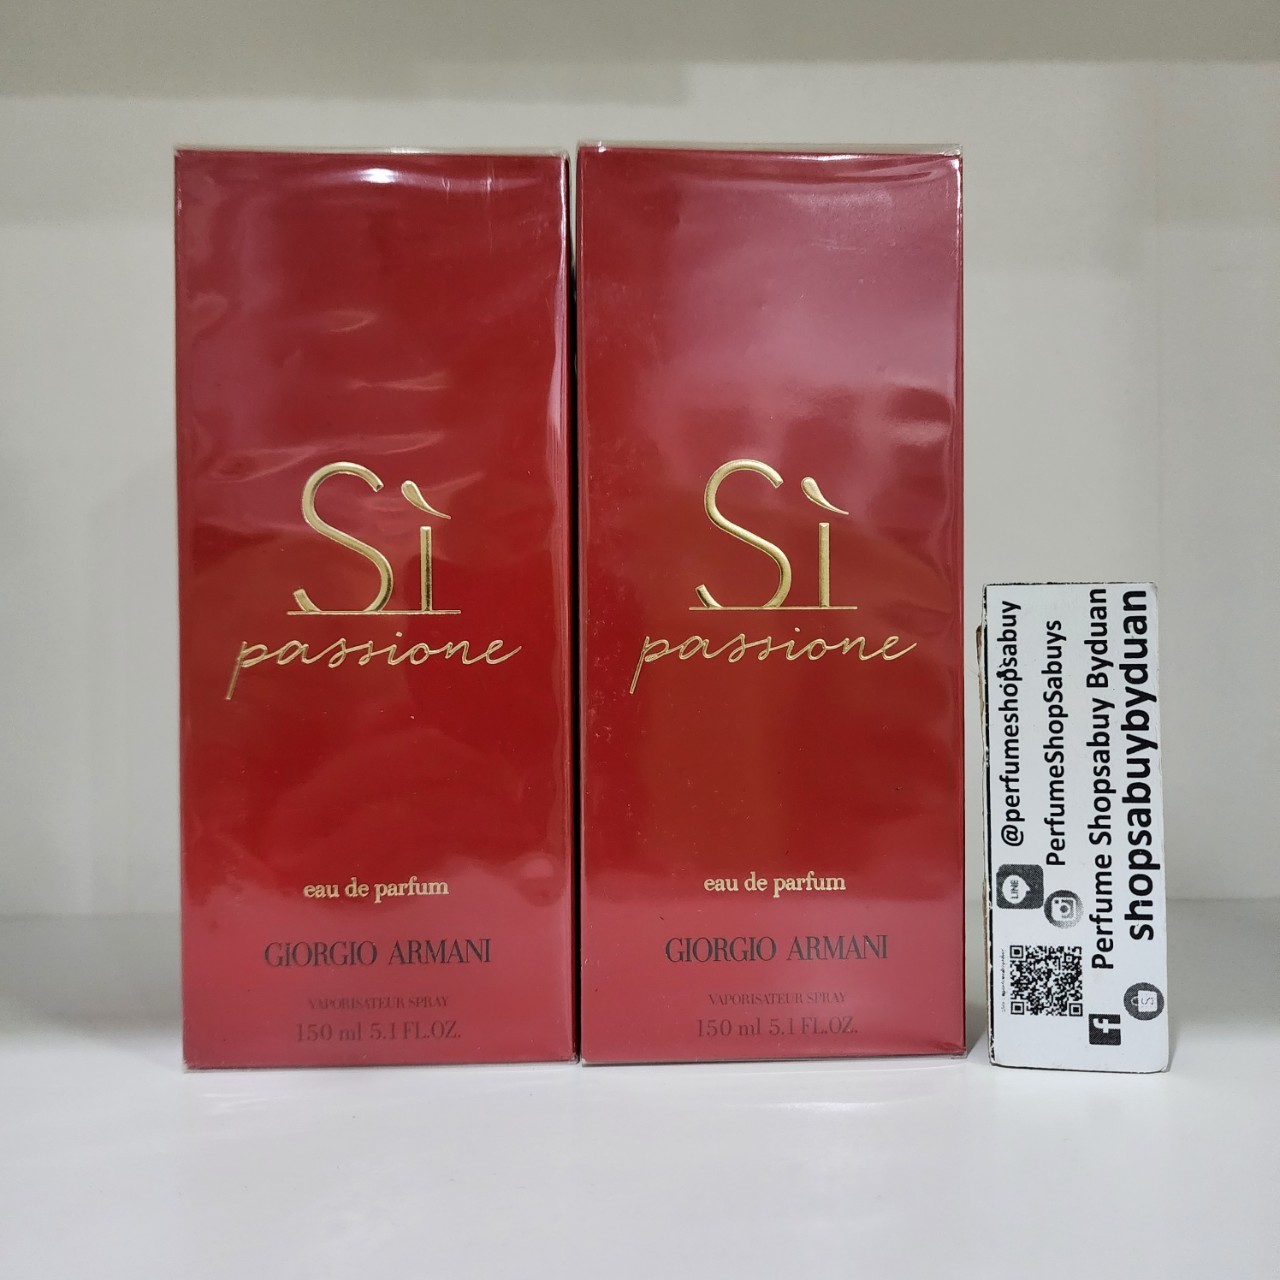 Sì
passione
eau de parfum
GIORGIO ARMANI
VAPORISATEUR SPRAY
150 ml 5.1 FL.OZ.
Sì
passione
eau de parfum
GIORGIO ARMANI
VAPORISATEUR SPRAY
150 ml 5.1 FL.OZ.
LINE
@perfumeshopsabuy
PerfumeShopSabuys
Perfume Shopsabuy Byduan
shopsabuybyduan